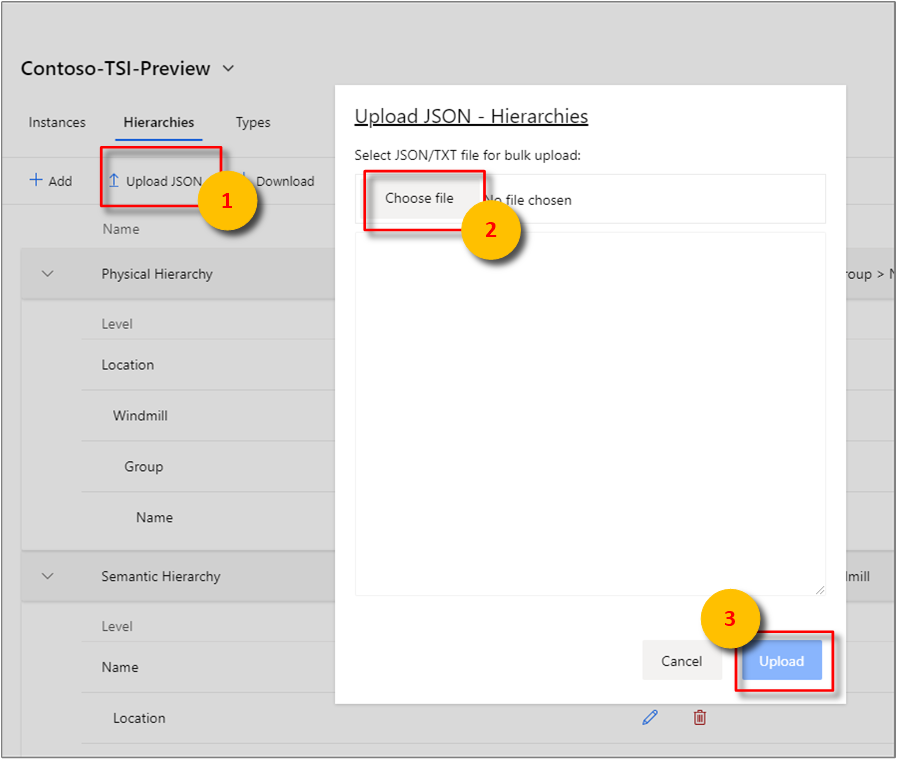 Contoso-TSI-Preview
Instances Hierarchies Types
Add Upload JSON Download
1
Name
Physical Hierarchy
Level
Location
Windmill
Group
Name
Semantic Hierarchy
Level
Name
Location
Upload JSON - Hierarchies
Select JSON/TXT file for bulk upload:
Choose file No file chosen
2
3
Cancel Upload